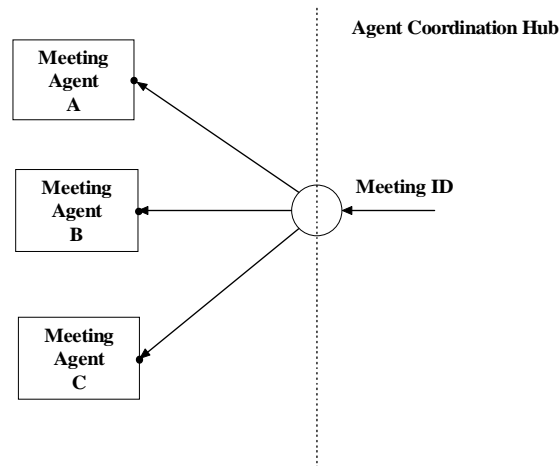 Agent Coordination Hub
Meeting
Agent
A
Meeting
Agent
B
Meeting ID
Meeting
Agent
C